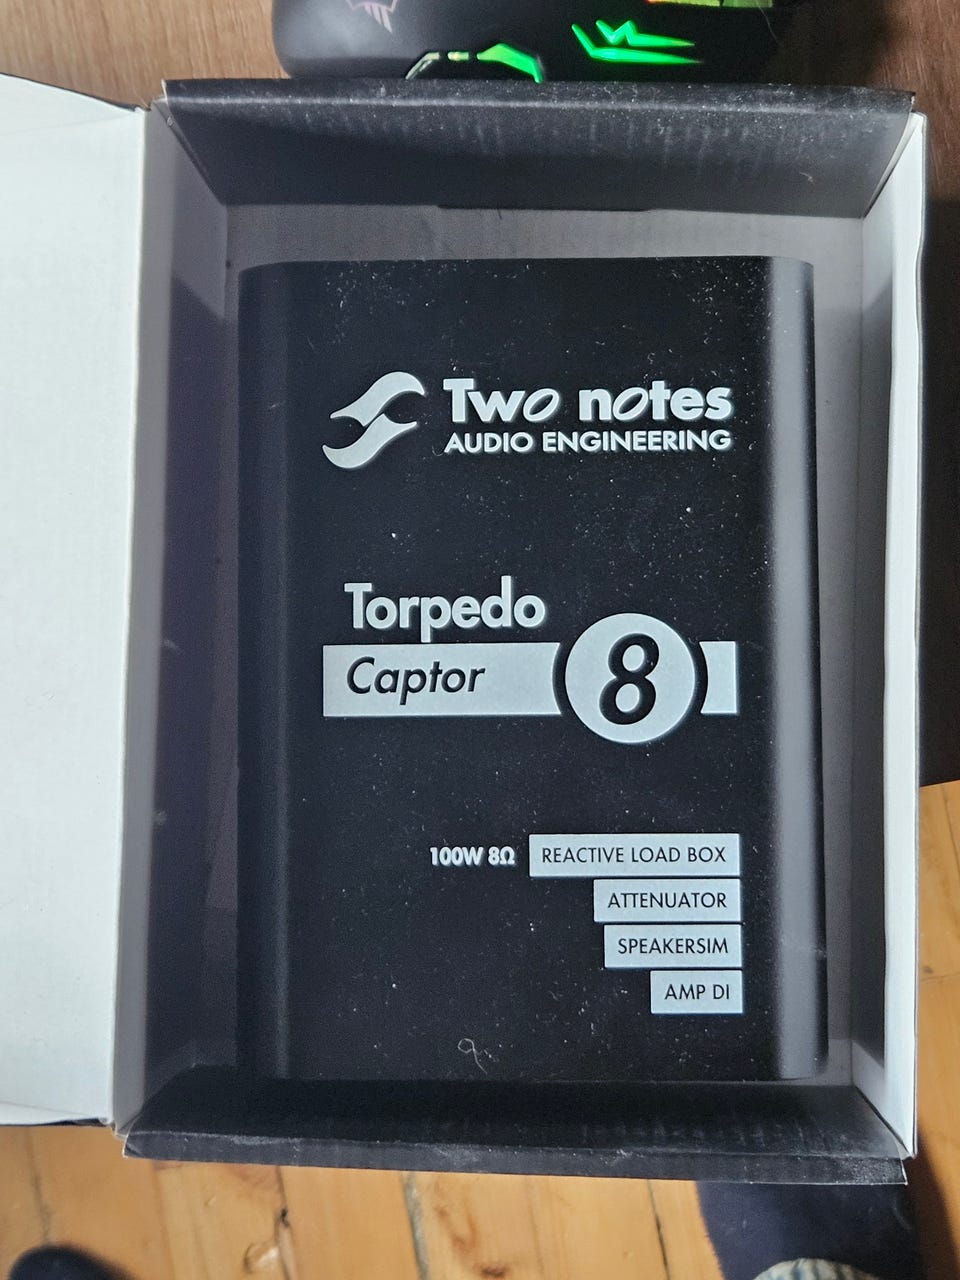 Two notes
AUDIO ENGINEERING
Torpedo
Captor 8
100W 8Ω REACTIVE LOAD BOX
ATTENUATOR
SPEAKERSIM
AMP DI